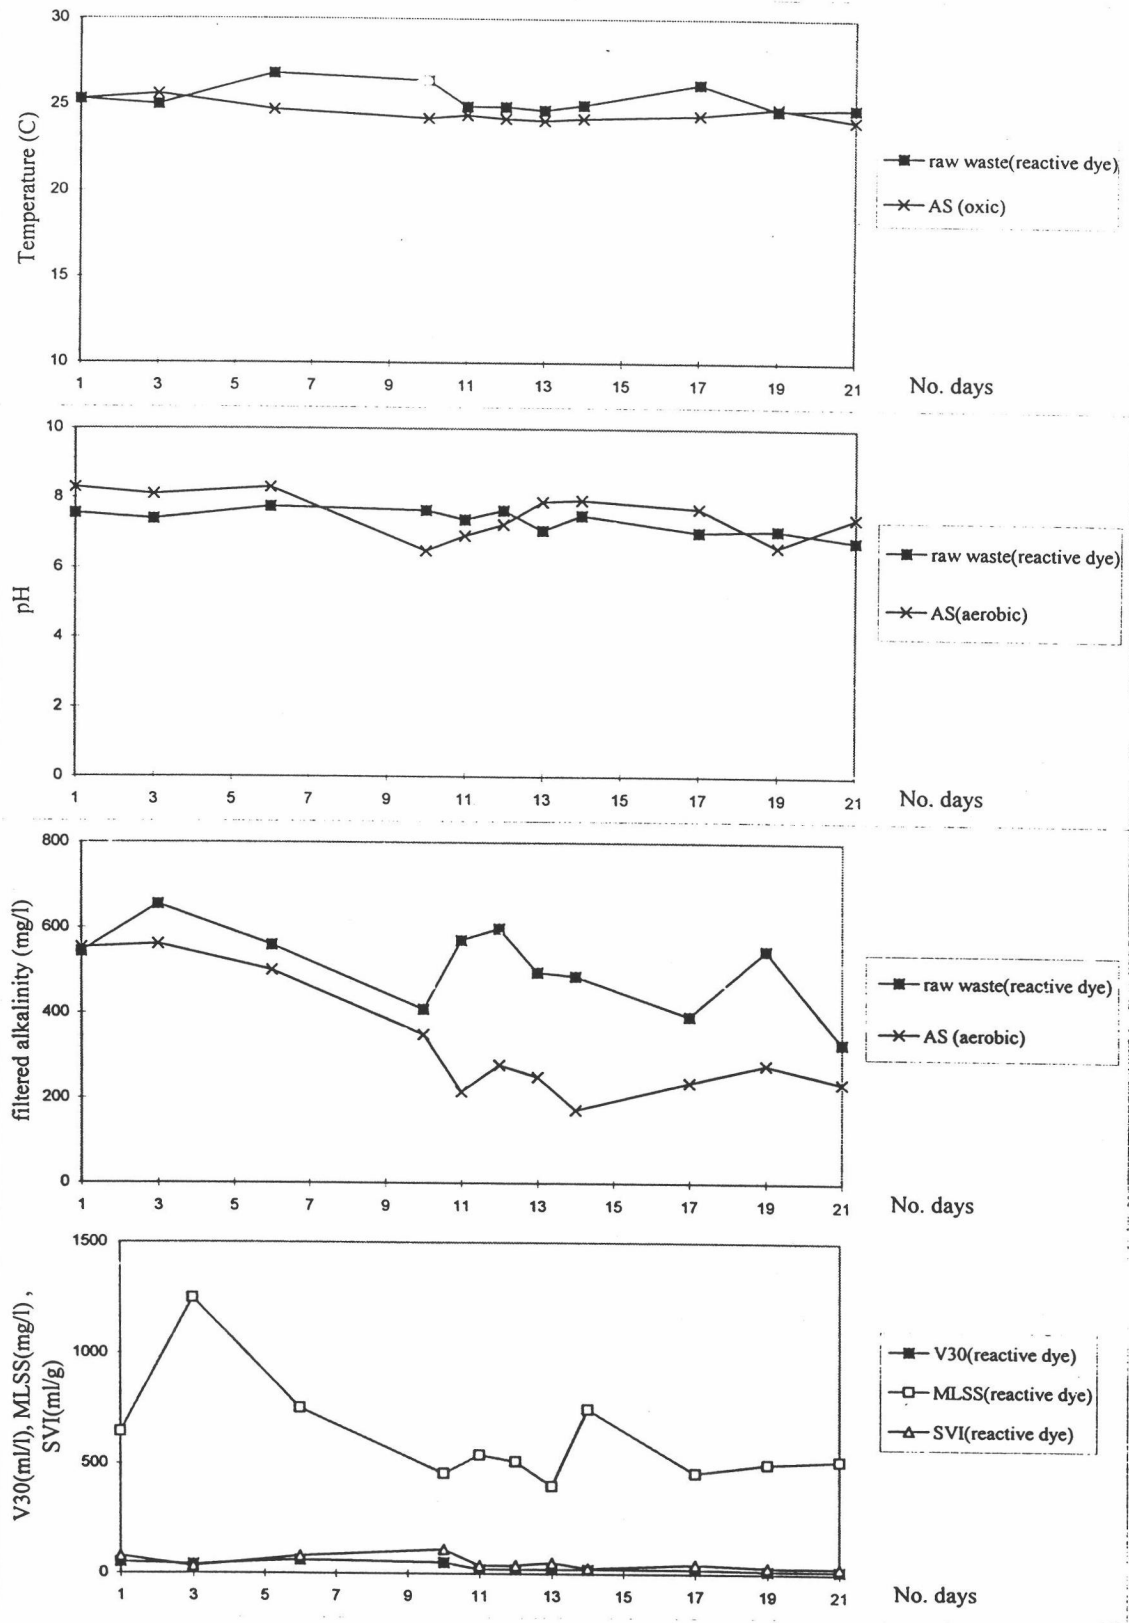 30
25
20
15
10
Temperature (C)
1 3 5 7 9 11 13 15 17 19 21
No. days
raw waste(reactive dye)
AS (oxic)
10
8
6
4
2
0
pH
1 3 5 7 9 11 13 15 17 19 21
No. days
raw waste(reactive dye)
AS(aerobic)
800
600
400
200
0
filtered alkalinity (mg/l)
1 3 5 7 9 11 13 15 17 19 21
No. days
raw waste(reactive dye)
AS (aerobic)
1500
1000
500
0
V30(ml/l), MLSS(mg/l) ,
SVI(ml/g)
1 3 5 7 9 11 13 15 17 19 21
No. days
V30(reactive dye)
MLSS(reactive dye)
SVI(reactive dye)